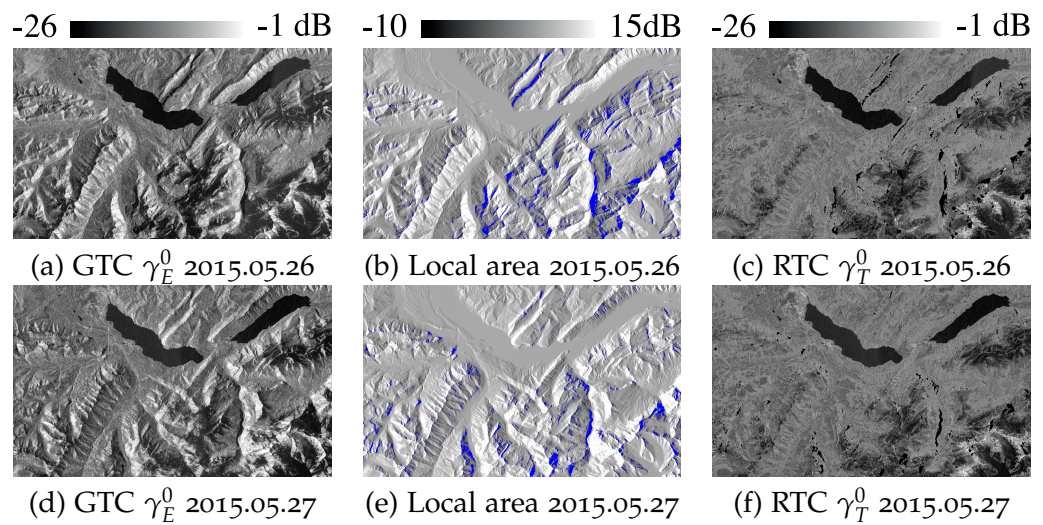 -26 -1 dB -10 15dB -26 -1 dB
(a) GTC γ⁰_E 2015.05.26 (b) Local area 2015.05.26 (c) RTC γ⁰_T 2015.05.26
(d) GTC γ⁰_E 2015.05.27 (e) Local area 2015.05.27 (f) RTC γ⁰_T 2015.05.27